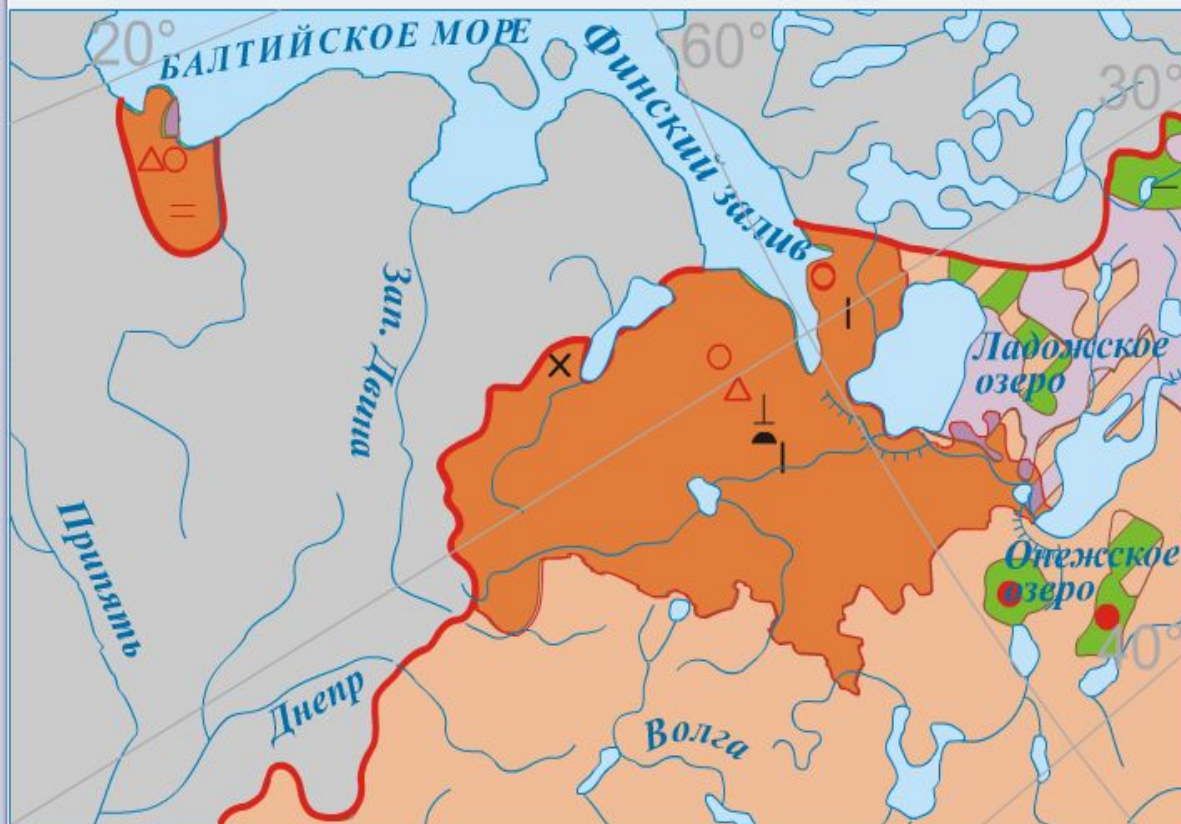 20°
БАЛТИЙСКОЕ МОРЕ
Финский залив
60°
30°
Зап. Двина
Ладожское
озеро
Припять
Онежское
озеро
40°
Днепр
Волга